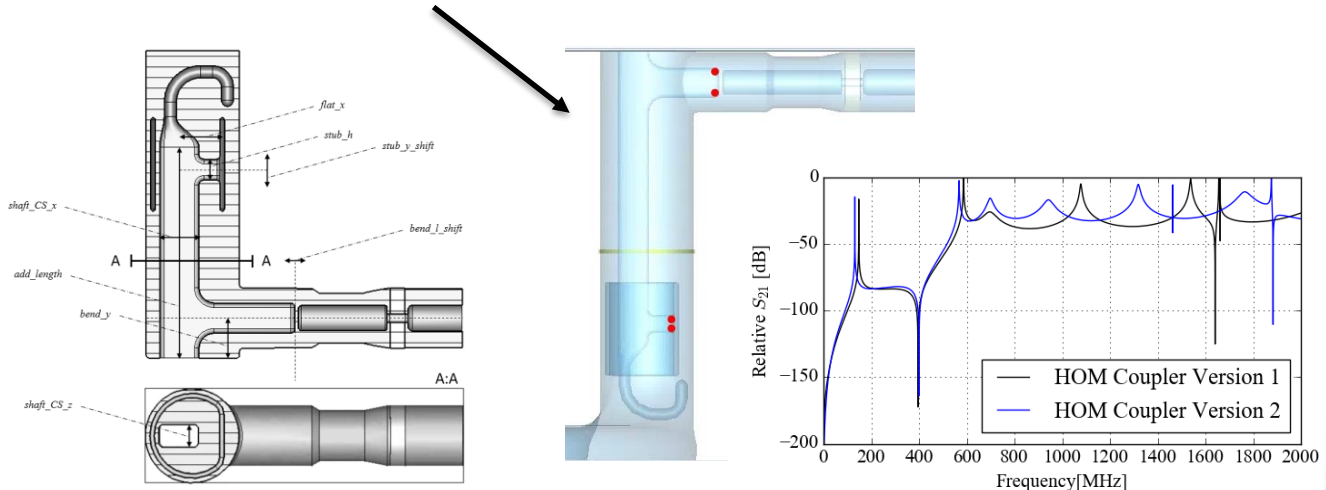 flat_x
stub_h
stub_y_shift
shaft_CS_x
bend_l_shift
A A
add_length
bend_y
A:A
shaft_CS_z
Relative S21 [dB]
0
−50
−100
−150
−200
HOM Coupler Version 1
HOM Coupler Version 2
0 200 400 600 800 1000 1200 1400 1600 1800 2000
Frequency[MHz]